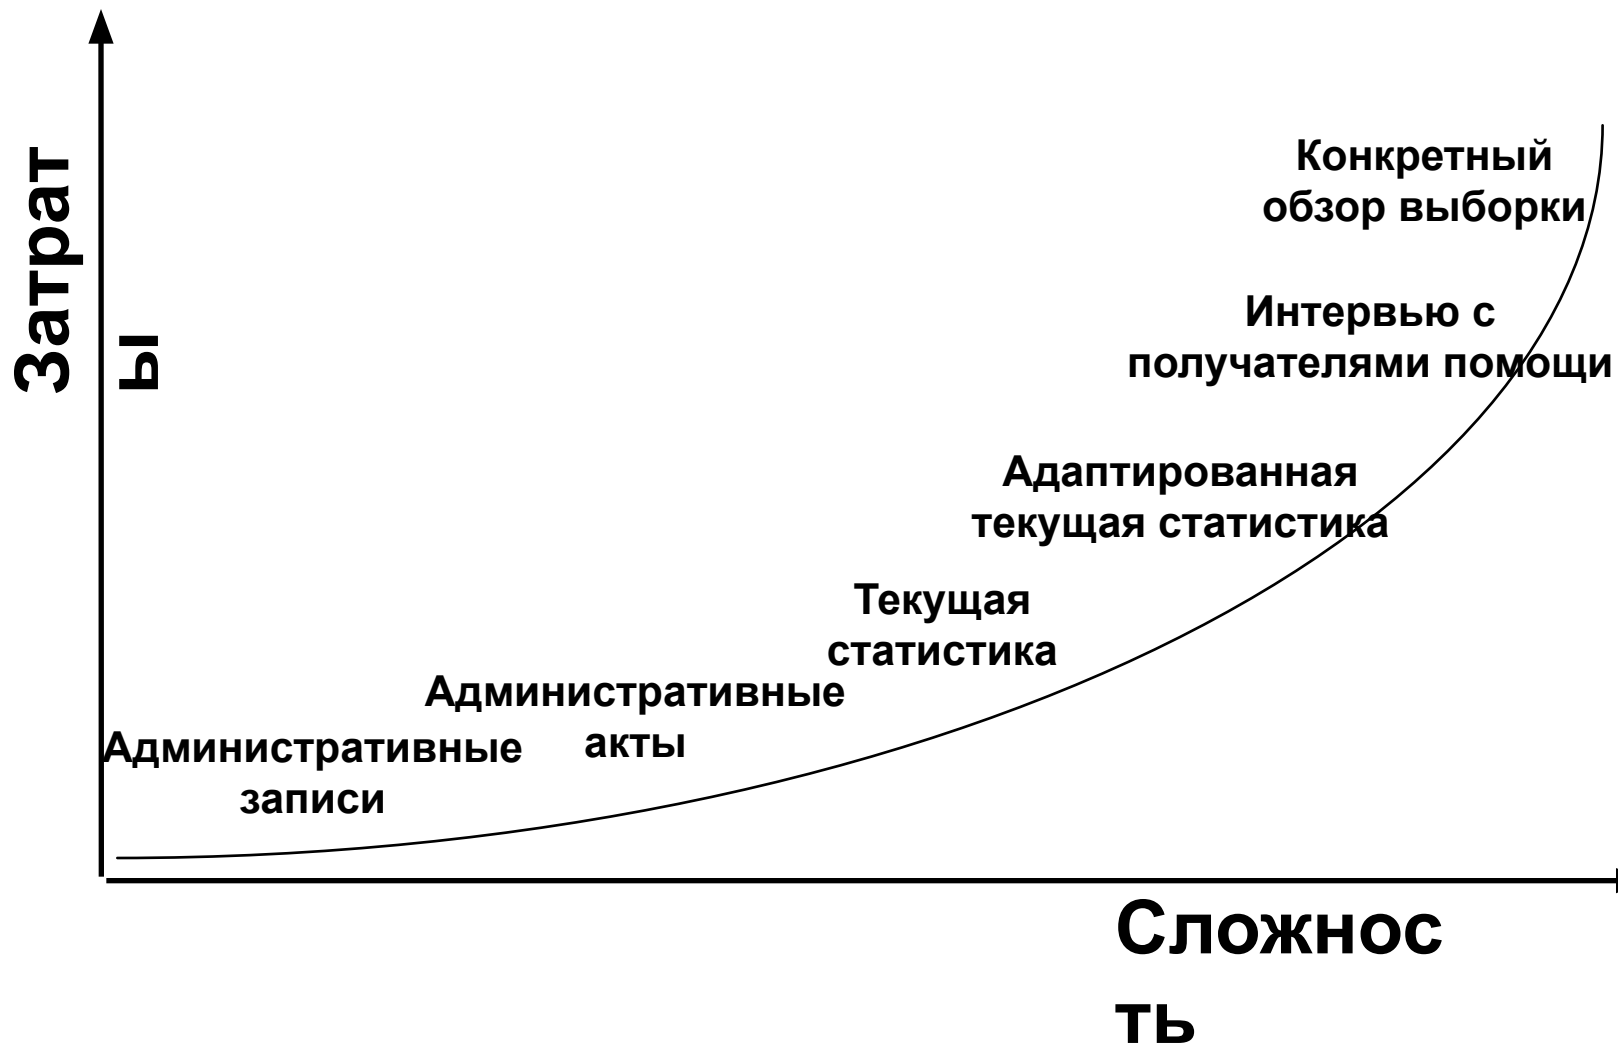 Затрат
ы
Конкретный
обзор выборки
Интервью с
получателями помощи
Адаптированная
текущая статистика
Текущая
статистика
Административные
акты
Административные
записи
Сложнос
ть